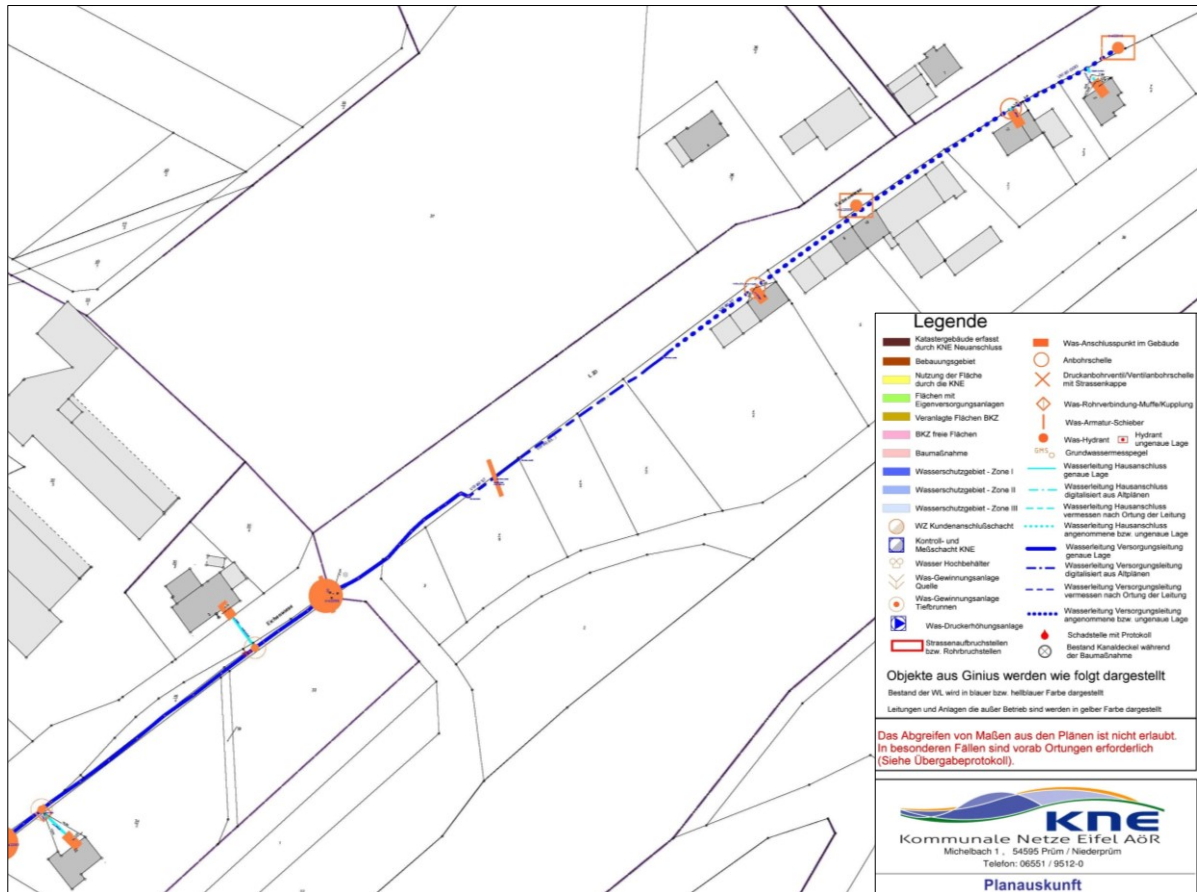 Eichenweier
L 30
Eichenweier
Legende
Katastergebäude erfasst
durch KNE Neuanschluss
Bebauungsgebiet
Nutzung der Fläche
durch die KNE
Flächen mit
Eigenversorgungsanlagen
Veranlagte Flächen BKZ
BKZ freie Flächen
Baumaßnahme
Wasserschutzgebiet - Zone I
Wasserschutzgebiet - Zone II
Wasserschutzgebiet - Zone III
WZ Kundenanschlußschacht
Kontroll- und
Meßschacht KNE
Wasser Hochbehälter
Was-Gewinnungsanlage
Quelle
Was-Gewinnungsanlage
Tiefbrunnen
Was-Druckerhöhungsanlage
Strassenaufbruchstellen
bzw. Rohrbruchstellen
Was-Anschlusspunkt im Gebäude
Anbohrschelle
Druckanbohrventil/Ventilanbohrschelle
mit Strassenkappe
Was-Rohrverbindung-Muffe/Kupplung
Was-Armatur-Schieber
Was-Hydrant
Hydrant
ungenaue Lage
GMS
Grundwassermesspegel
Wasserleitung Hausanschluss
genaue Lage
Wasserleitung Hausanschluss
digitalisiert aus Altplänen
Wasserleitung Hausanschluss
vermessen nach Ortung der Leitung
Wasserleitung Hausanschluss
angenommene bzw. ungenaue Lage
Wasserleitung Versorgungsleitung
genaue Lage
Wasserleitung Versorgungsleitung
digitalisiert aus Altplänen
Wasserleitung Versorgungsleitung
vermessen nach Ortung der Leitung
Wasserleitung Versorgungsleitung
angenommene bzw. ungenaue Lage
Schadstelle mit Protokoll
Bestand Kanaldeckel während
der Baumaßnahme
Objekte aus Ginius werden wie folgt dargestellt
Bestand der WL wird in blauer bzw. hellblauer Farbe dargestellt
Leitungen und Anlagen die außer Betrieb sind werden in gelber Farbe dargestellt
Das Abgreifen von Maßen aus den Plänen ist nicht erlaubt.
In besonderen Fällen sind vorab Ortungen erforderlich
(Siehe Übergabeprotokoll).
KNE
Kommunale Netze Eifel AöR
Michelbach 1 , 54595 Prüm / Niederprüm
Telefon: 06551 / 9512-0
Planauskunft